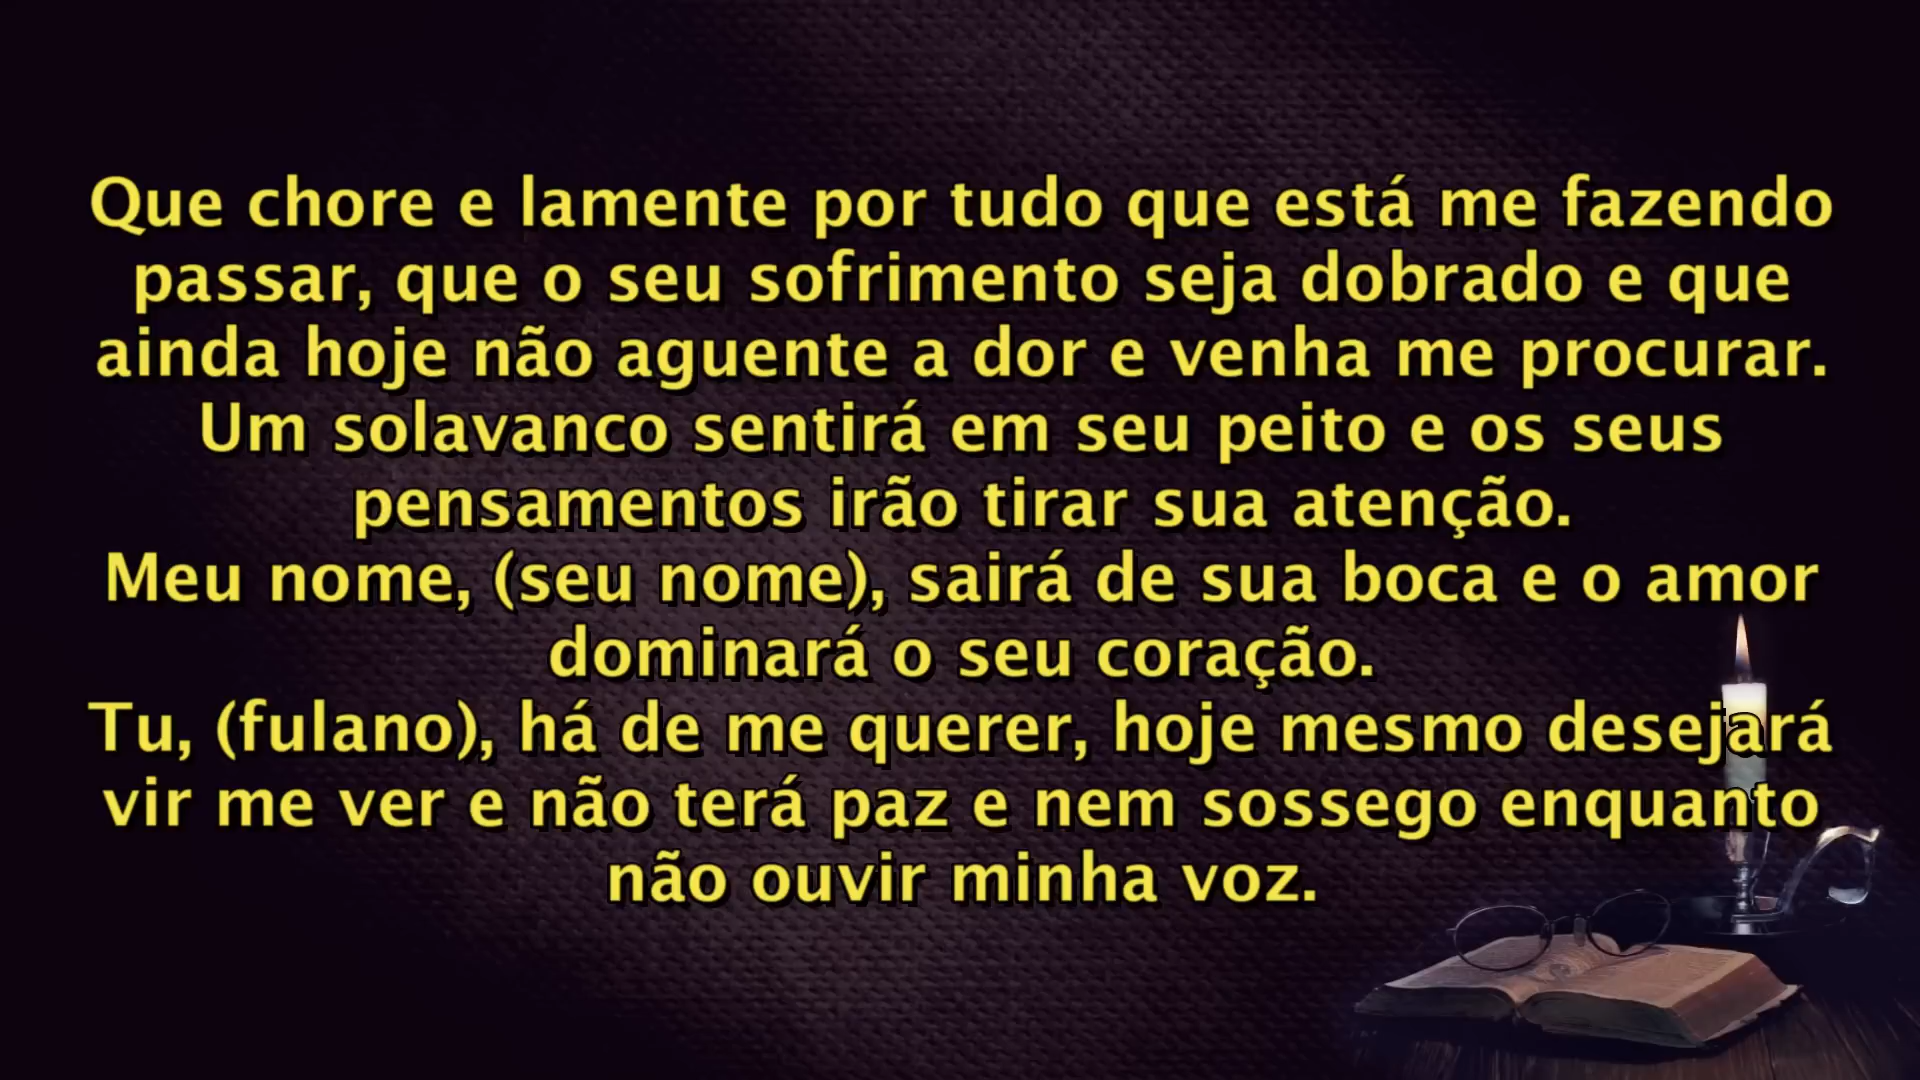 Que chore e lamente por tudo que está me fazendo
passar, que o seu sofrimento seja dobrado e que
ainda hoje não aguente a dor e venha me procurar.
Um solavanco sentirá em seu peito e os seus
pensamentos irão tirar sua atenção.
Meu nome, (seu nome), sairá de sua boca e o amor
dominará o seu coração.
Tu, (fulano), há de me querer, hoje mesmo desejará
vir me ver e não terá paz e nem sossego enquanto
não ouvir minha voz.